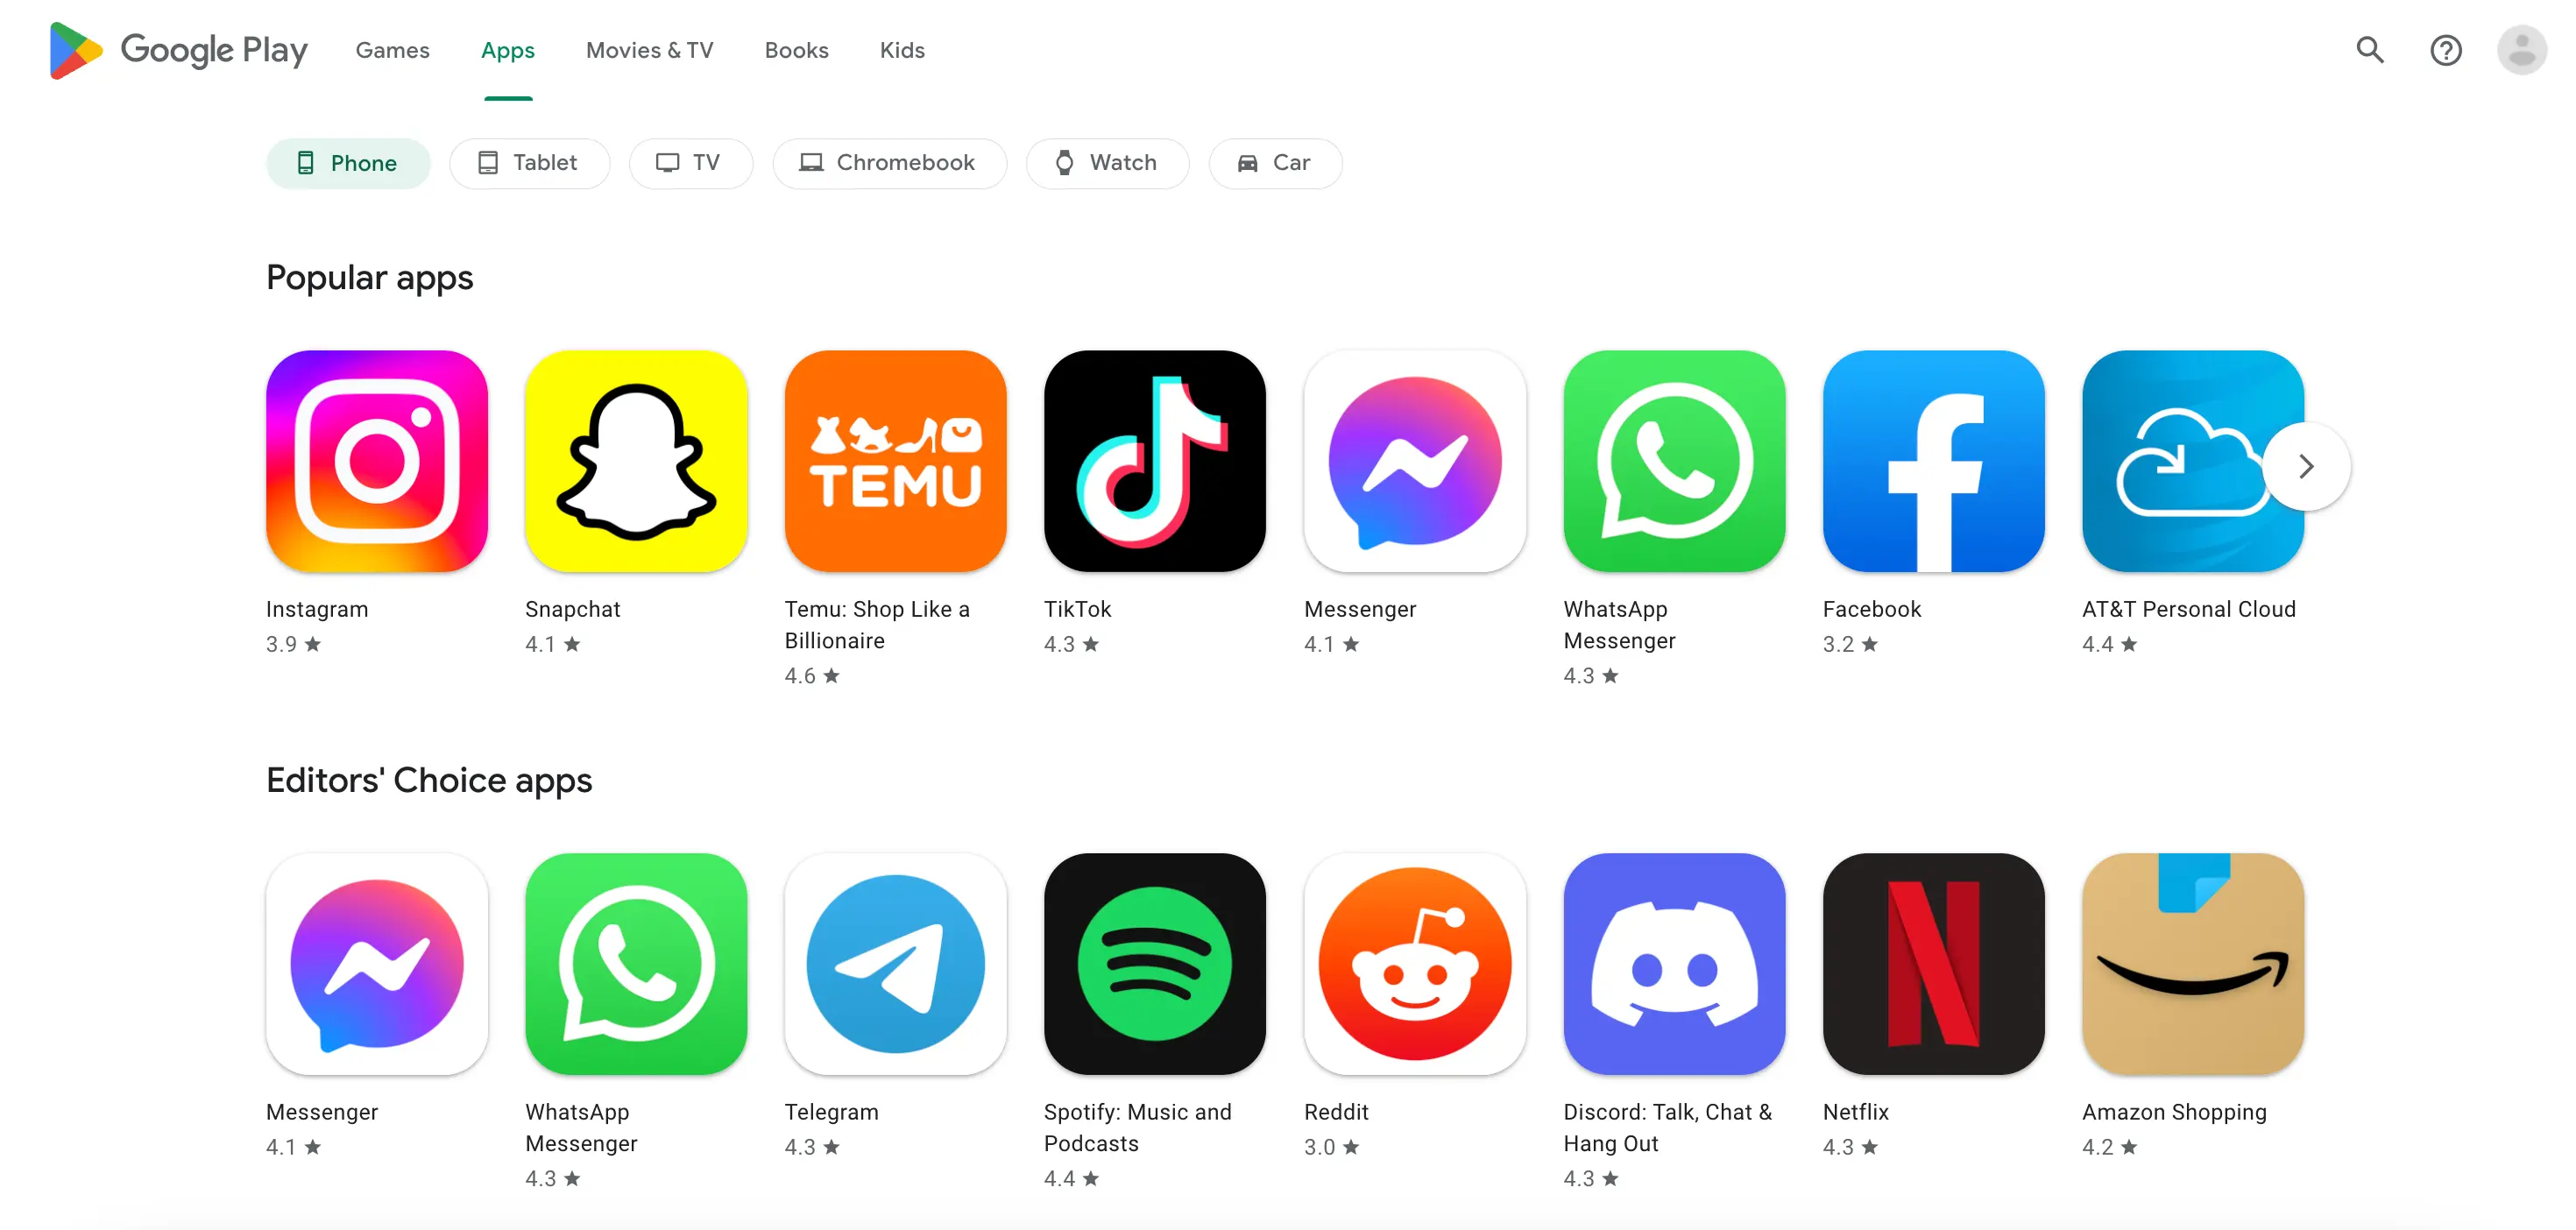 Google Play Games Apps Movies & TV Books Kids
Phone Tablet TV Chromebook Watch Car
Popular apps
TEMU
Instagram
3.9 ★
Snapchat
4.1 ★
Temu: Shop Like a
Billionaire
4.6 ★
TikTok
4.3 ★
Messenger
4.1 ★
WhatsApp
Messenger
4.3 ★
Facebook
3.2 ★
AT&T Personal Cloud
4.4 ★
Editors' Choice apps
Messenger
4.1 ★
WhatsApp
Messenger
4.3 ★
Telegram
4.3 ★
Spotify: Music and
Podcasts
4.4 ★
Reddit
3.0 ★
Discord: Talk, Chat &
Hang Out
4.3 ★
Netflix
4.3 ★
Amazon Shopping
4.2 ★